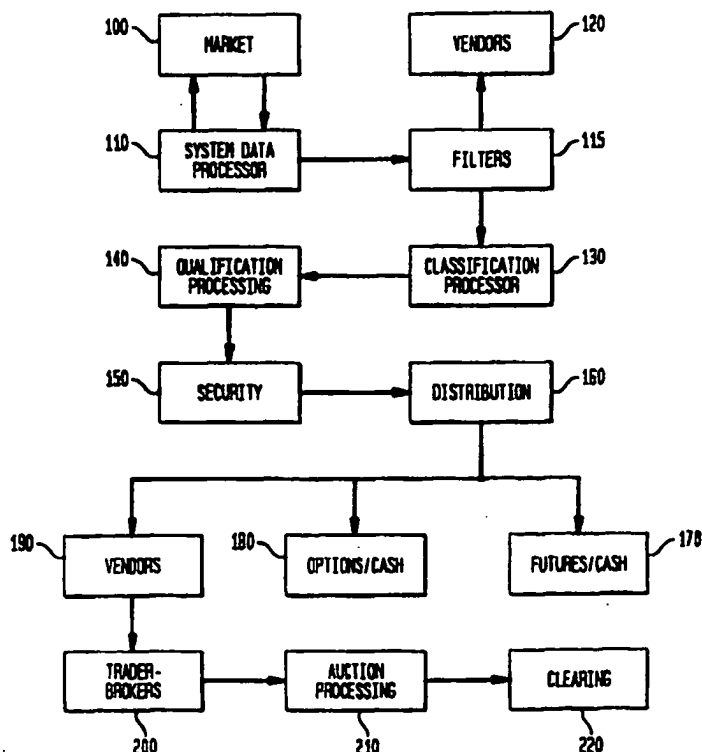 100
MARKET
VENDORS
120
110
SYSTEM DATA
PROCESSOR
FILTERS
115
140
QUALIFICATION
PROCESSING
CLASSIFICATION
PROCESSOR
130
150
SECURITY
DISTRIBUTION
160
190
VENDORS
180
OPTIONS/CASH
FUTURES/CASH
170
TRADER-
BROKERS
AUCTION
PROCESSING
CLEARING
200
210
220